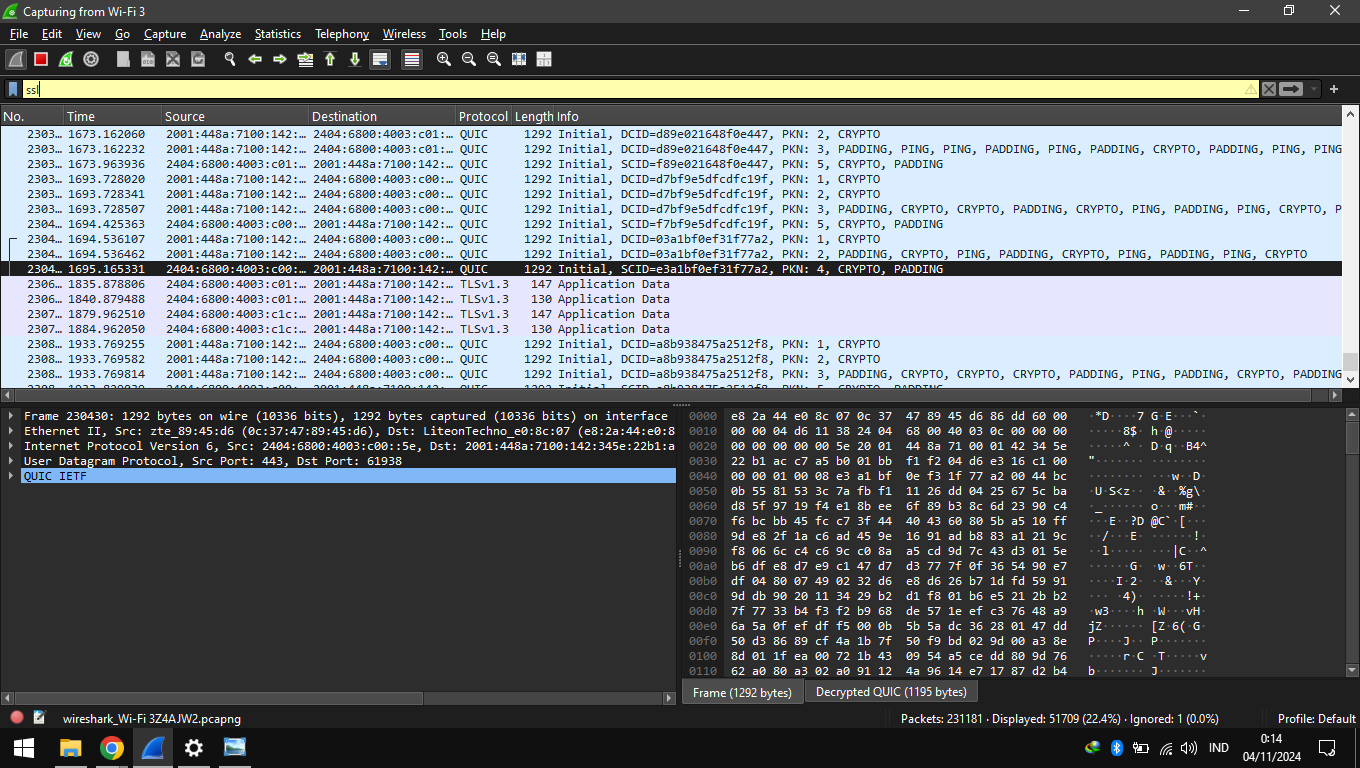 Capturing from Wi-Fi 3
File Edit View Go Capture Analyze Statistics Telephony Wireless Tools Help
ssl
No. Time Source Destination Protocol Length Info
2303… 1673.162060 2001:448a:7100:142:… 2404:6800:4003:c01:… QUIC 1292 Initial, DCID=d89e021648f0e447, PKN: 2, CRYPTO
2303… 1673.162232 2001:448a:7100:142:… 2404:6800:4003:c01:… QUIC 1292 Initial, DCID=d89e021648f0e447, PKN: 3, PADDING, PING, PING, PADDING, PING, PADDING, CRYPTO, PADDING, PING, PING
2303… 1673.963936 2404:6800:4003:c01:… 2001:448a:7100:142:… QUIC 1292 Initial, SCID=f89e021648f0e447, PKN: 5, CRYPTO, PADDING
2303… 1693.728020 2001:448a:7100:142:… 2404:6800:4003:c00:… QUIC 1292 Initial, DCID=d7bf9e5dfcdfc19f, PKN: 1, CRYPTO
2303… 1693.728341 2001:448a:7100:142:… 2404:6800:4003:c00:… QUIC 1292 Initial, DCID=d7bf9e5dfcdfc19f, PKN: 2, CRYPTO
2303… 1693.728507 2001:448a:7100:142:… 2404:6800:4003:c00:… QUIC 1292 Initial, DCID=d7bf9e5dfcdfc19f, PKN: 3, PADDING, CRYPTO, CRYPTO, PADDING, CRYPTO, PING, PADDING, PING, CRYPTO, P
2304… 1694.425363 2404:6800:4003:c00:… 2001:448a:7100:142:… QUIC 1292 Initial, SCID=f7bf9e5dfcdfc19f, PKN: 5, CRYPTO, PADDING
2304… 1694.536107 2001:448a:7100:142:… 2404:6800:4003:c00:… QUIC 1292 Initial, DCID=03a1bf0ef31f77a2, PKN: 1, CRYPTO
2304… 1694.536462 2001:448a:7100:142:… 2404:6800:4003:c00:… QUIC 1292 Initial, DCID=03a1bf0ef31f77a2, PKN: 2, PADDING, CRYPTO, PING, PADDING, CRYPTO, PING, PADDING, PING, CRYPTO
2304… 1695.165331 2404:6800:4003:c00:… 2001:448a:7100:142:… QUIC 1292 Initial, SCID=e3a1bf0ef31f77a2, PKN: 4, CRYPTO, PADDING
2306… 1835.878806 2404:6800:4003:c01:… 2001:448a:7100:142:… TLSv1.3 147 Application Data
2306… 1840.879488 2404:6800:4003:c01:… 2001:448a:7100:142:… TLSv1.3 130 Application Data
2307… 1879.962510 2404:6800:4003:c1c:… 2001:448a:7100:142:… TLSv1.3 147 Application Data
2307… 1884.962050 2404:6800:4003:c1c:… 2001:448a:7100:142:… TLSv1.3 130 Application Data
2308… 1933.769255 2001:448a:7100:142:… 2404:6800:4003:c00:… QUIC 1292 Initial, DCID=a8b938475a2512f8, PKN: 1, CRYPTO
2308… 1933.769582 2001:448a:7100:142:… 2404:6800:4003:c00:… QUIC 1292 Initial, DCID=a8b938475a2512f8, PKN: 2, CRYPTO
2308… 1933.769814 2001:448a:7100:142:… 2404:6800:4003:c00:… QUIC 1292 Initial, DCID=a8b938475a2512f8, PKN: 3, PADDING, CRYPTO, CRYPTO, CRYPTO, PADDING, PING, CRYPTO, PADDING, CRYPTO, PADDING
Frame 230430: 1292 bytes on wire (10336 bits), 1292 bytes captured (10336 bits) on interface
Ethernet II, Src: zte_89:45:d6 (0c:37:47:89:45:d6), Dst: LiteonTechno_e0:8c:07 (e8:2a:44:e0:8
Internet Protocol Version 6, Src: 2404:6800:4003:c00::5e, Dst: 2001:448a:7100:142:345e:22b1:a
User Datagram Protocol, Src Port: 443, Dst Port: 61938
QUIC IETF
0000 e8 2a 44 e0 8c 07 0c 37 47 89 45 d6 86 dd 60 00 ·*D····7 G·E···`·
0010 00 00 04 d6 11 38 24 04 68 00 40 03 0c 00 00 00 ·····8$· h·@·····
0020 00 00 00 00 00 5e 20 01 44 8a 71 00 01 42 34 5e ·····^ · D·q··B4^
0030 22 b1 ac c7 a5 b0 01 bb f1 f2 04 d6 e3 16 c1 00 "······· ········
0040 00 00 01 00 08 e3 a1 bf 0e f3 1f 77 a2 00 44 bc ········ ···w··D·
0050 0b 55 81 53 3c 7a fb f1 11 26 dd 04 25 67 5c ba ·U·S<z·· ·&··%g\·
0060 d8 5f 97 19 f4 e1 8b ee 6f 89 b3 8c 6d 23 90 c4 ·_······ o···m#··
0070 f6 bc bb 45 fc c7 3f 44 40 43 60 80 5b a5 10 ff ···E··?D @C`·[···
0080 9d e8 2f 1a c6 ad 45 9e 16 91 ad b8 83 a1 21 9c ··/···E· ······!·
0090 f8 06 6c c4 c6 9c c0 8a a5 cd 9d 7c 43 d3 01 5e ··l····· ···|C··^
00a0 b6 df e8 d7 e9 c1 47 d7 d3 77 7f 0f 36 54 90 e7 ······G· ·w··6T··
00b0 df 04 80 07 49 02 32 d6 e8 d6 26 b7 1d fd 59 91 ····I·2· ··&···Y·
00c0 9d db 90 20 11 34 29 b2 d1 f8 01 b6 e5 21 2b b2 ··· ·4)· ·····!+·
00d0 7f 77 33 b4 f3 f2 b9 68 de 57 1e ef c3 76 48 a9 ·w3····h ·W···vH·
00e0 6a 5a 0f ef df f5 00 0b 5b 5a dc 36 28 01 47 dd jZ······ [Z·6(·G·
00f0 50 d3 86 89 cf 4a 1b 7f 50 f9 bd 02 9d 00 a3 8e P····J·· P·······
0100 8d 01 1f ea 00 72 1b 43 09 54 a5 ce dd 80 9d 76 ·····r·C ·T·····v
0110 62 a0 80 a3 02 a0 91 12 4a 96 14 e7 17 87 d2 b4 b······· J·······
Frame (1292 bytes) Decrypted QUIC (1195 bytes)
wireshark_Wi-Fi 3Z4AJW2.pcapng Packets: 231181 · Displayed: 51709 (22.4%) · Ignored: 1 (0.0%) Profile: Default
IND 0:14
04/11/2024